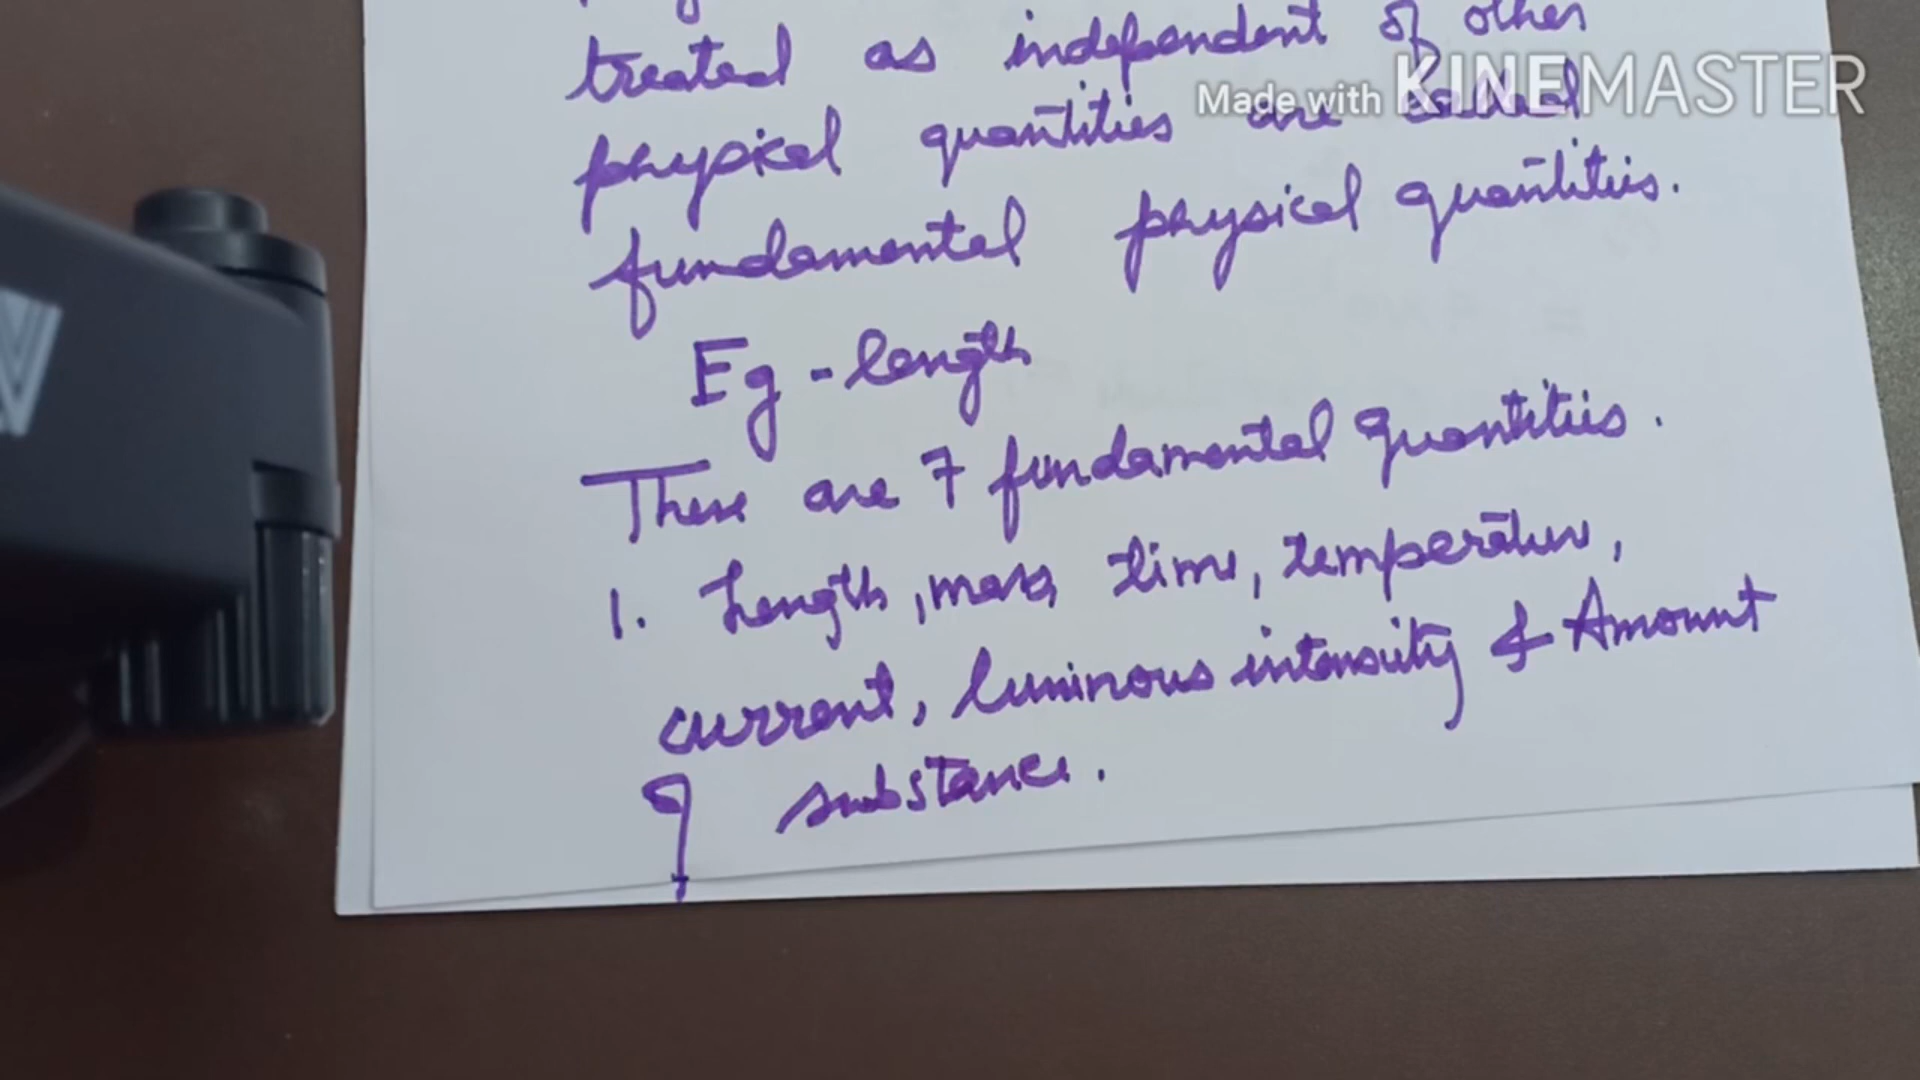 treated as independent of other
Made with KINEMASTER
physical quantities are called
fundamental physical quantities.
Eg - length
There are 7 fundamental quantities.
1. Length, mass, time, temperature,
current, luminous intensity & Amount
of substance.